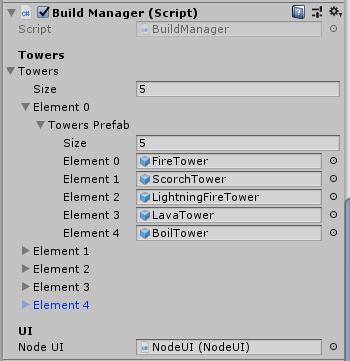 Build Manager (Script)
Script BuildManager
Towers
Towers
Size 5
Element 0
Towers Prefab
Size 5
Element 0 FireTower
Element 1 ScorchTower
Element 2 LightningFireTower
Element 3 LavaTower
Element 4 BoilTower
Element 1
Element 2
Element 3
Element 4
UI
Node UI NodeUI (NodeUI)